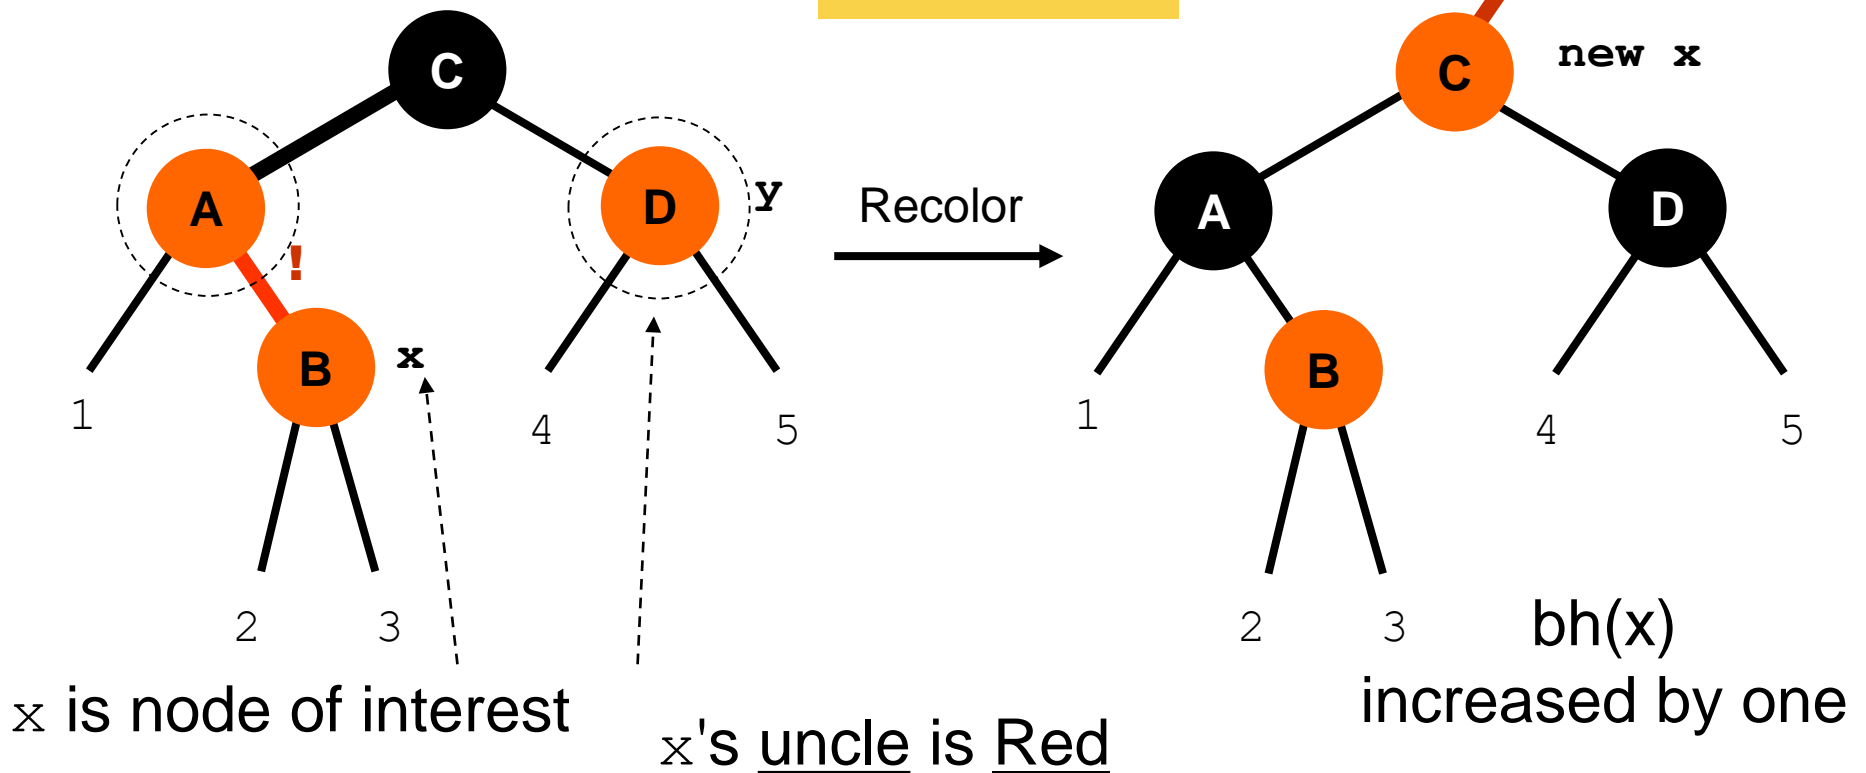 C
A
D
y
!
B
x
1
4
5
2
3
Recolor
C
new x
A
D
B
1
4
5
2
3
bh(x)
increased by one
x is node of interest
x's uncle is Red